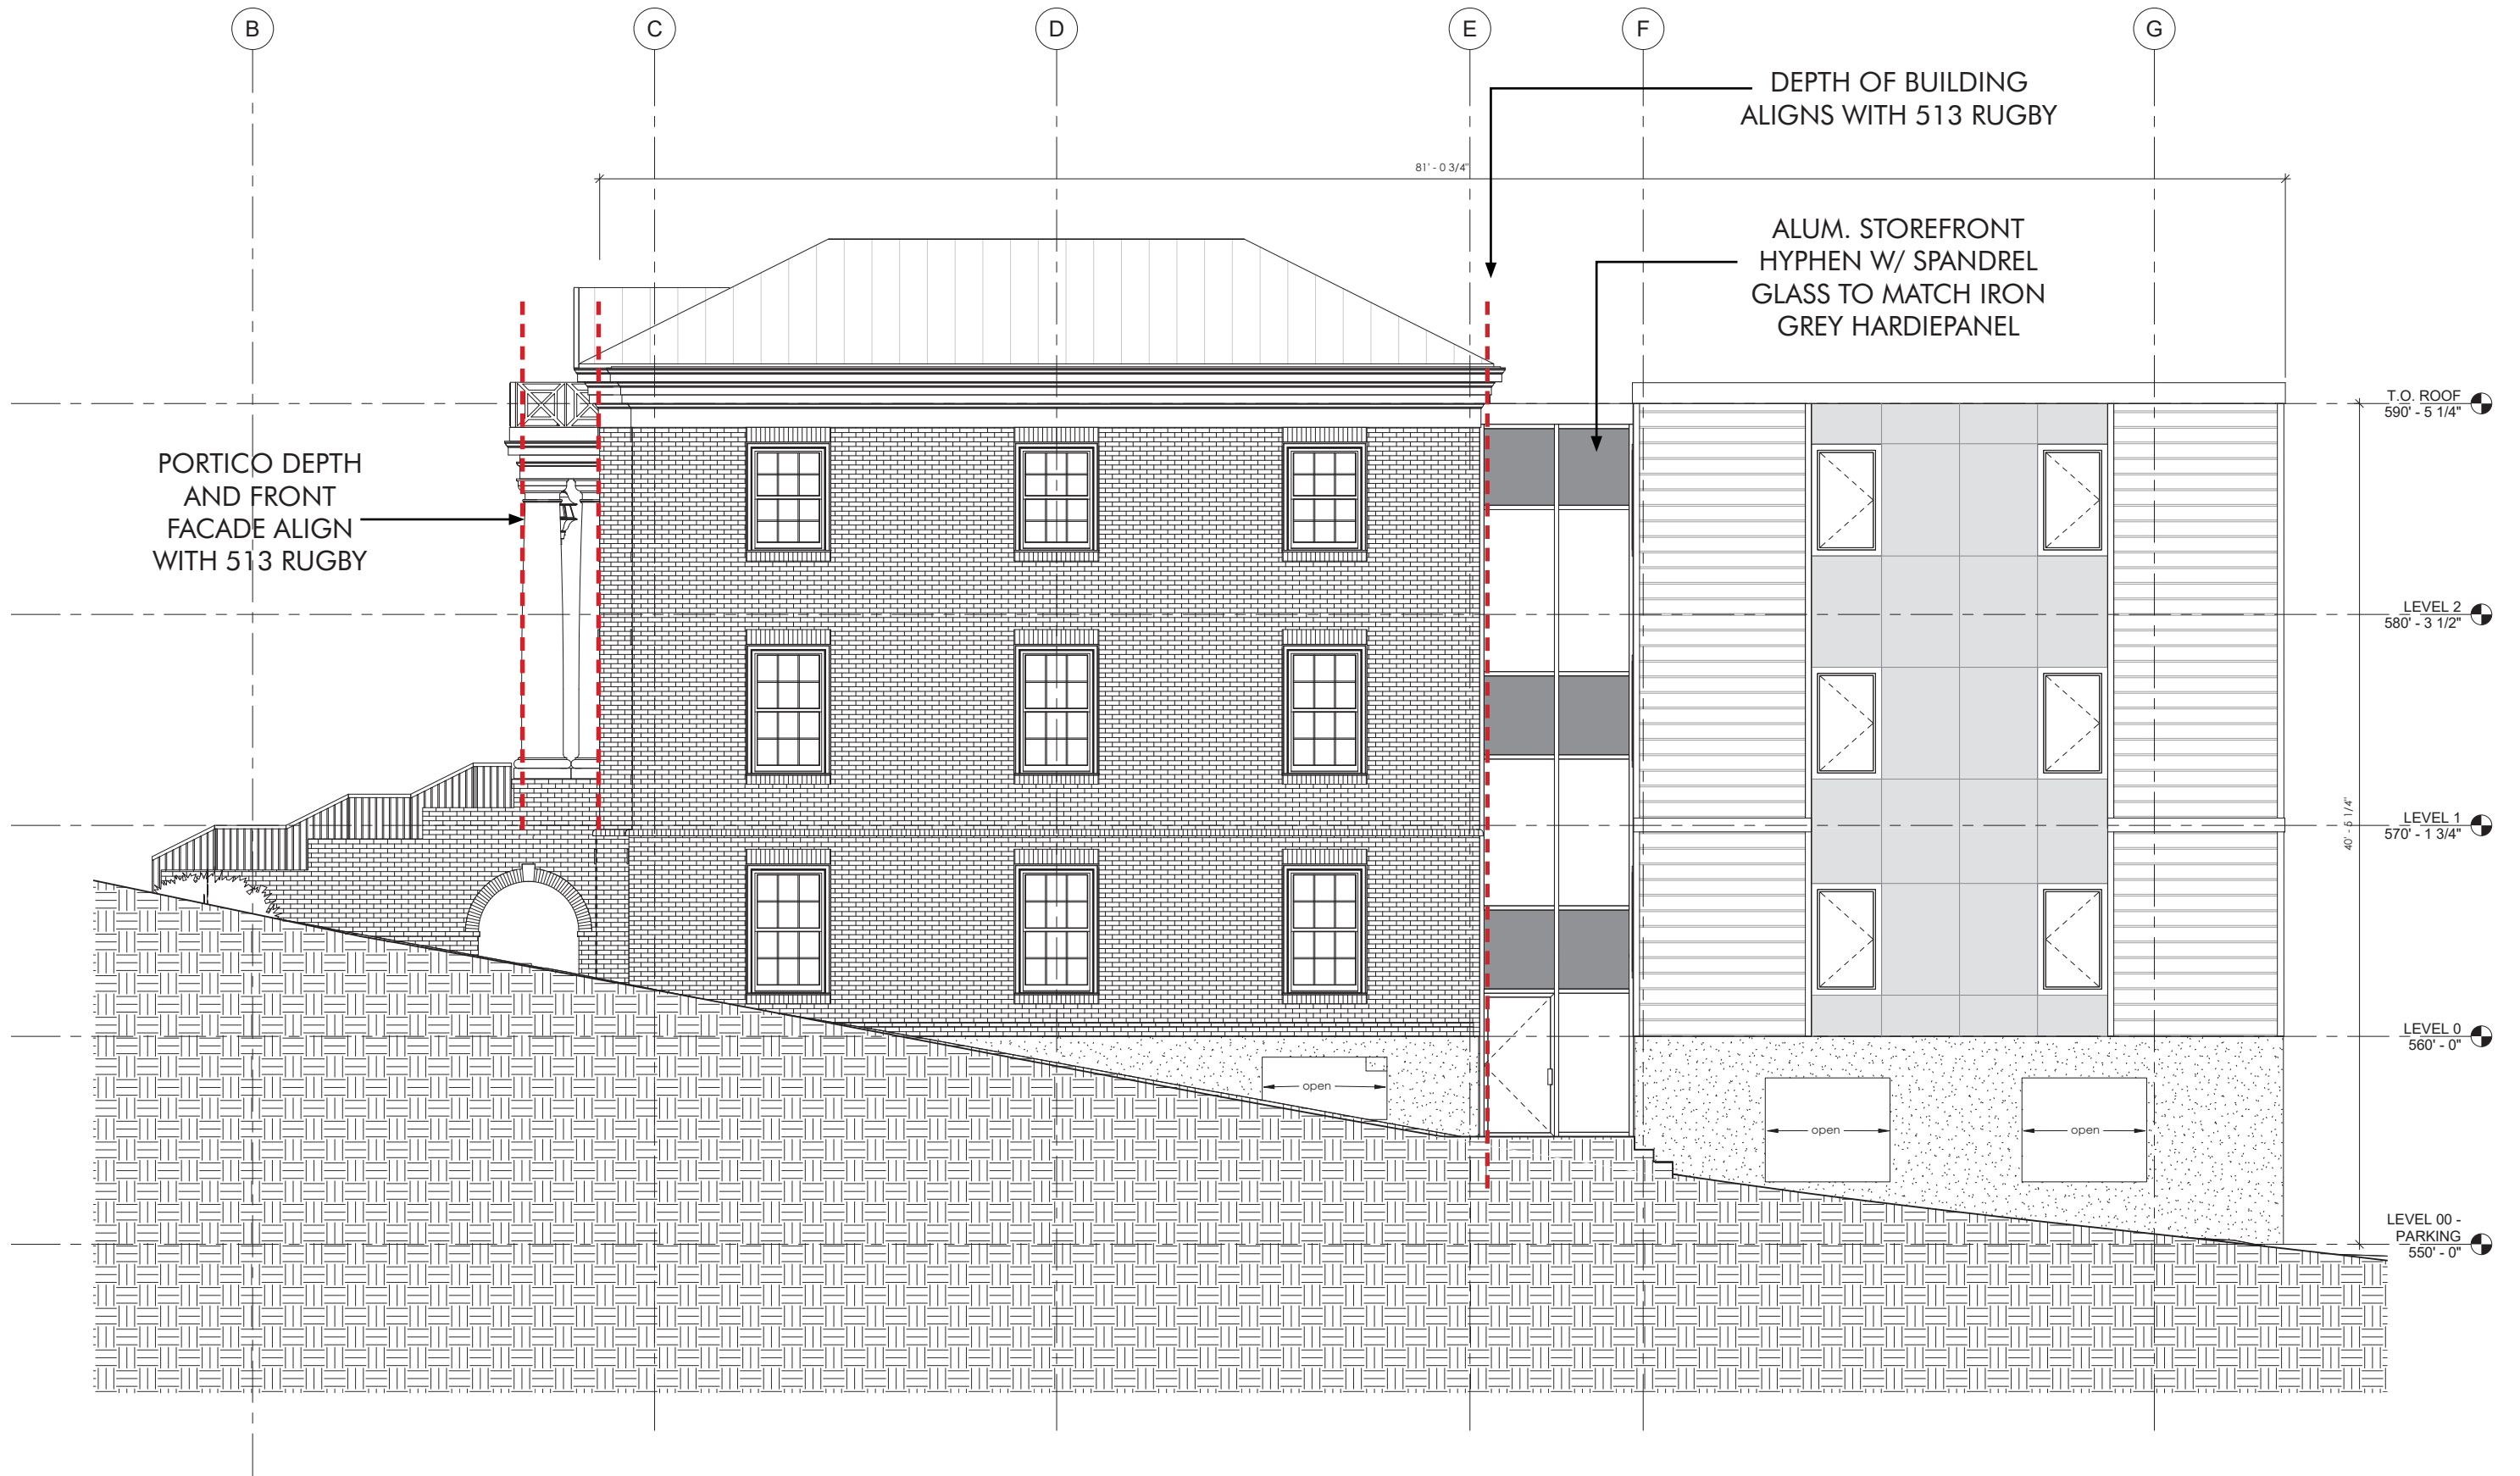 B
C
D
E
F
G
DEPTH OF BUILDING
ALIGNS WITH 513 RUGBY
81' - 0 3/4"
ALUM. STOREFRONT
HYPHEN W/ SPANDREL
GLASS TO MATCH IRON
GREY HARDIEPANEL
T.O. ROOF
590' - 5 1/4"
PORTICO DEPTH
AND FRONT
FACADE ALIGN
WITH 513 RUGBY
LEVEL 2
580' - 3 1/2"
LEVEL 1
570' - 1 3/4"
40' - 5 1/4"
LEVEL 0
560' - 0"
open
open
open
LEVEL 00 -
PARKING
550' - 0"